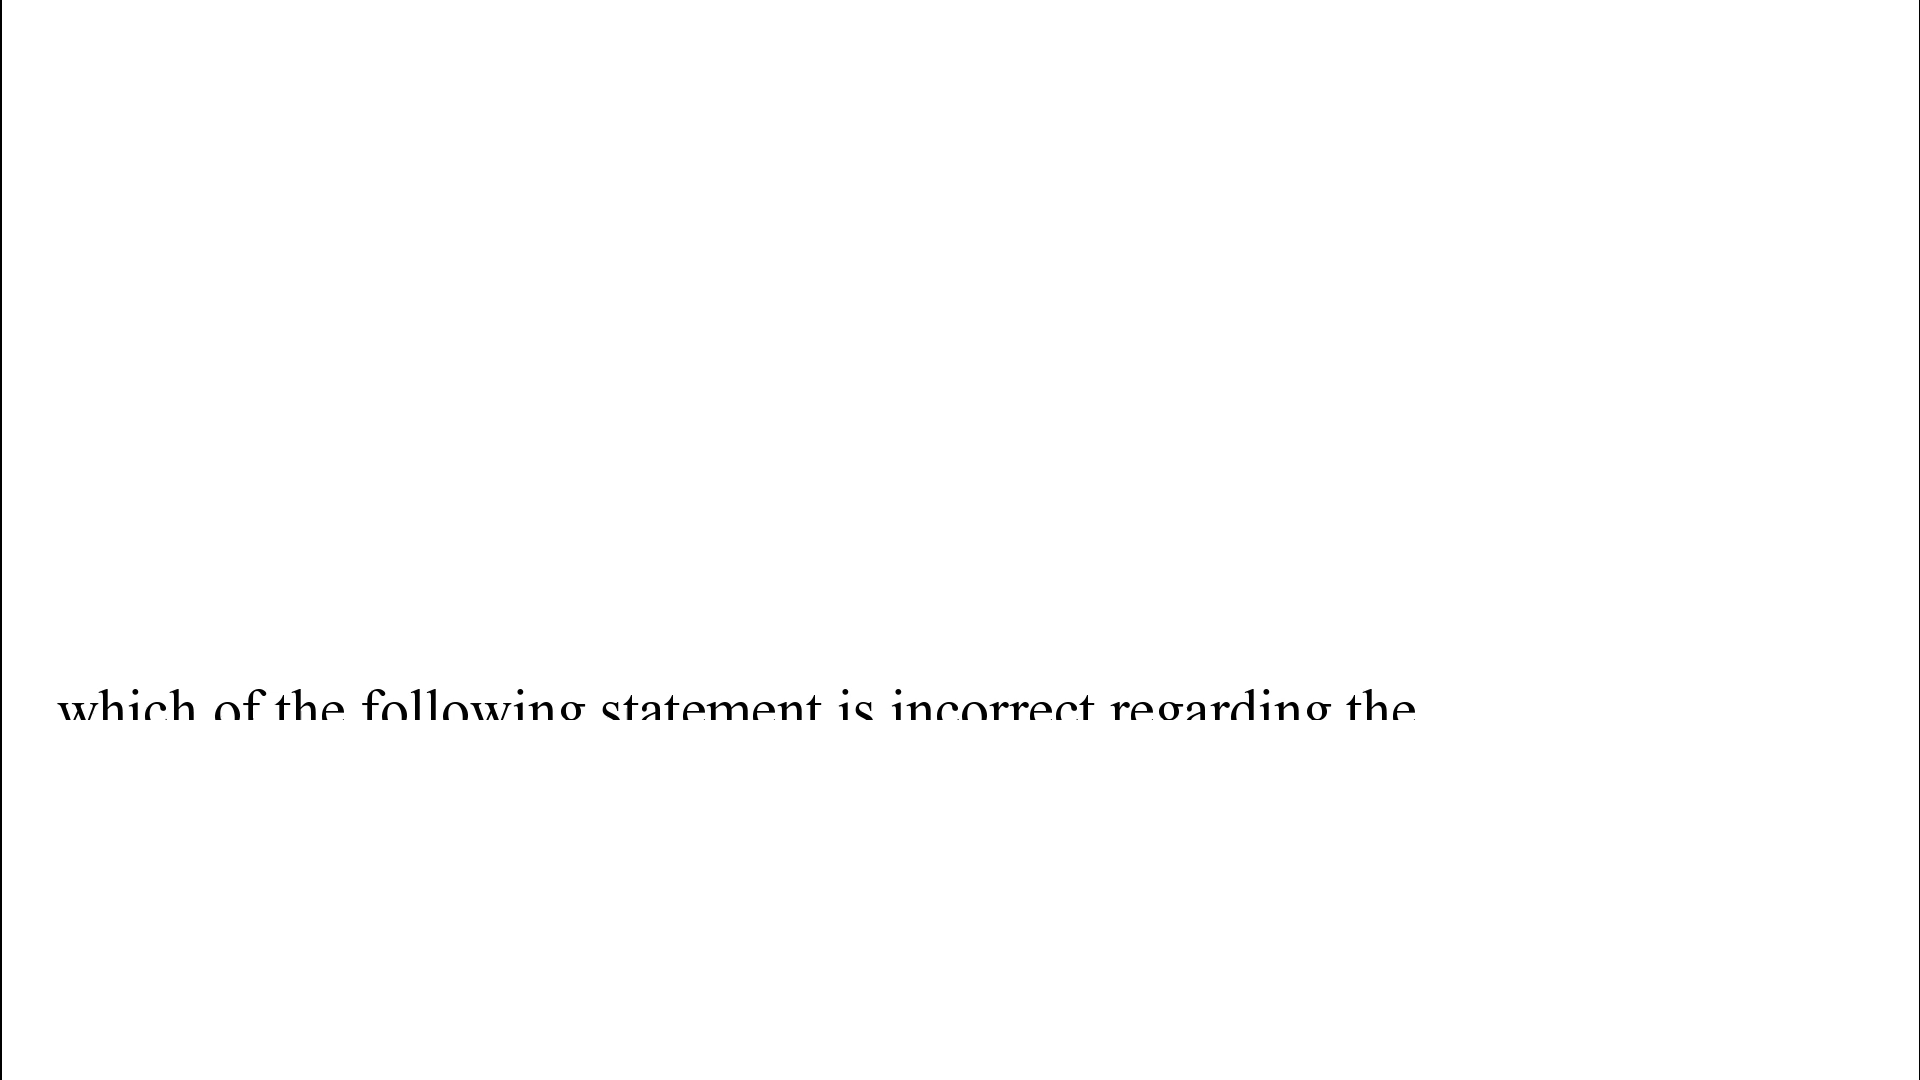 which of the following statement is incorrect regarding the